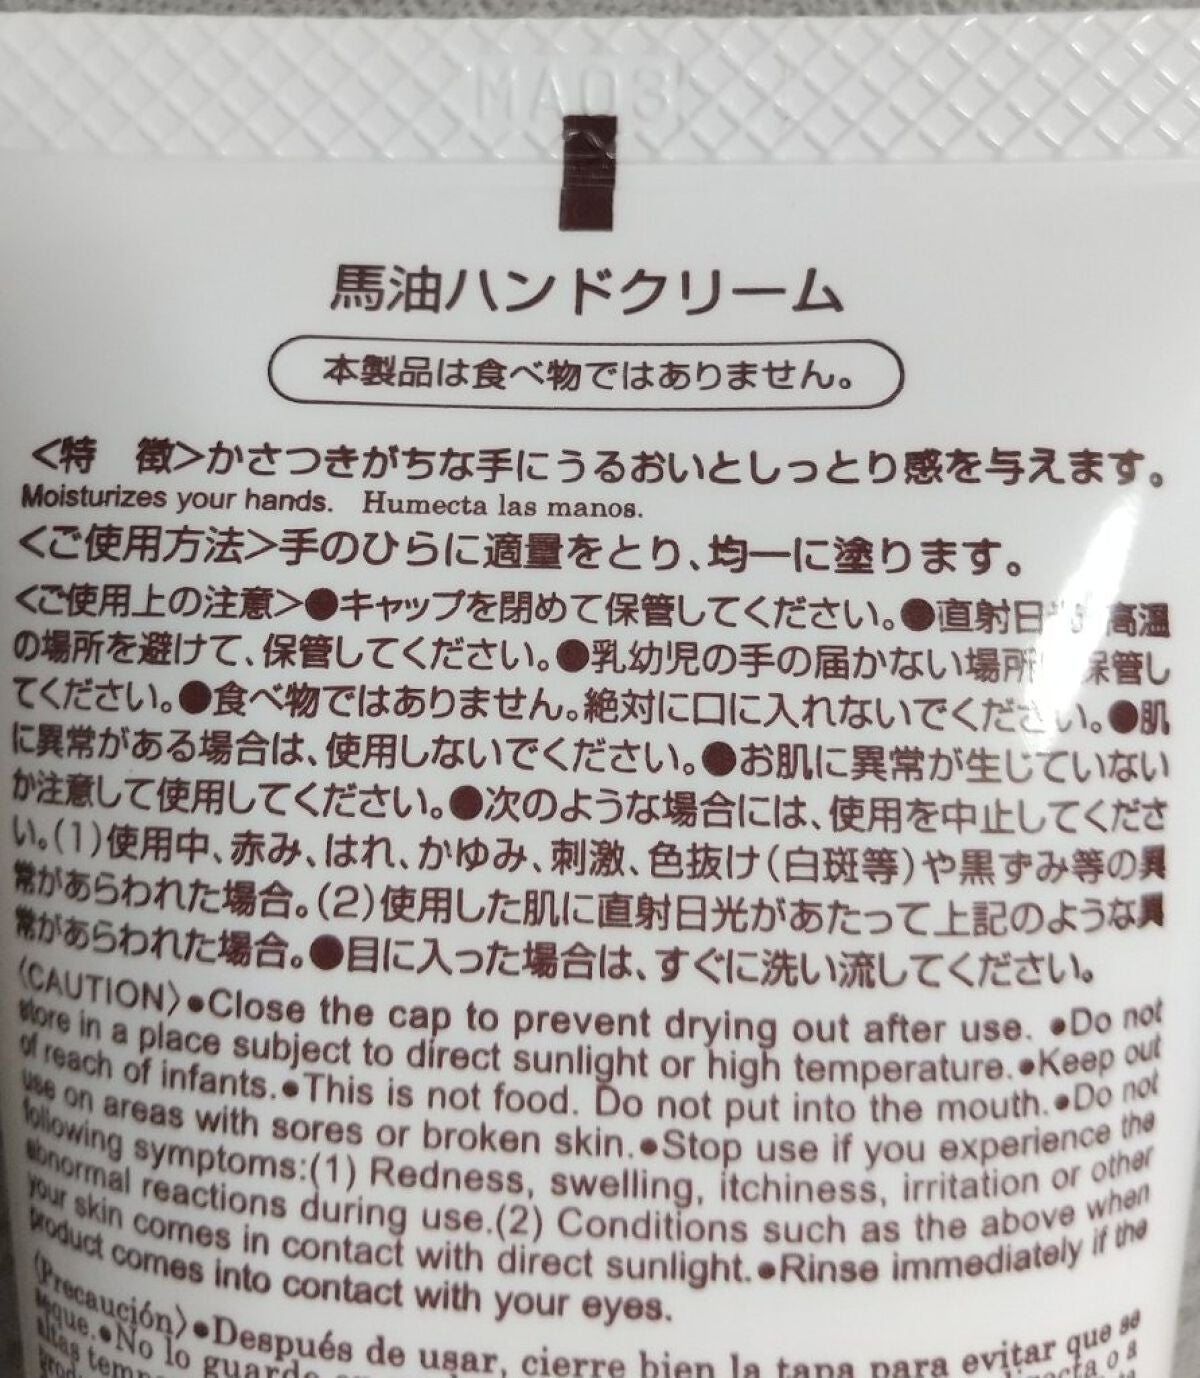 MA03
馬油ハンドクリーム
本製品は食べ物ではありません。
<特　徴>かさつきがちな手にうるおいとしっとり感を与えます。
Moisturizes your hands. Humecta las manos.
<ご使用方法>手のひらに適量をとり、均一に塗ります。
<ご使用上の注意>●キャップを閉めて保管してください。●直射日 高温
の場所を避けて、保管してください。●乳幼児の手の届かない場所 保管し
てください。●食べ物ではありません。絶対に口に入れないでください。●肌
に異常がある場合は、使用しないでください。●お肌に異常が生じていない
か注意して使用してください。●次のような場合には、使用を中止してくださ
い。(1)使用中、赤み、はれ、かゆみ、刺激、色抜け(白斑等)や黒ずみ等の異
常があらわれた場合。(2)使用した肌に直射日光があたって上記のような異
常があらわれた場合。●目に入った場合は、すぐに洗い流してください。
〈CAUTION〉●Close the cap to prevent drying out after use. ●Do not
store in a place subject to direct sunlight or high temperature.●Keep out
of reach of infants.●This is not food. Do not put into the mouth.●Do not
use on areas with sores or broken skin.●Stop use if you experience the
following symptoms:(1) Redness, swelling, itchiness, irritation or other
abnormal reactions during use.(2) Conditions such as the above when
your skin comes in contact with direct sunlight.●Rinse immediately if the
product comes into contact with your eyes.
〈Precaución〉●Después de usar, cierre bien la tapa para evitar que se
seque.●No lo guarde
altas